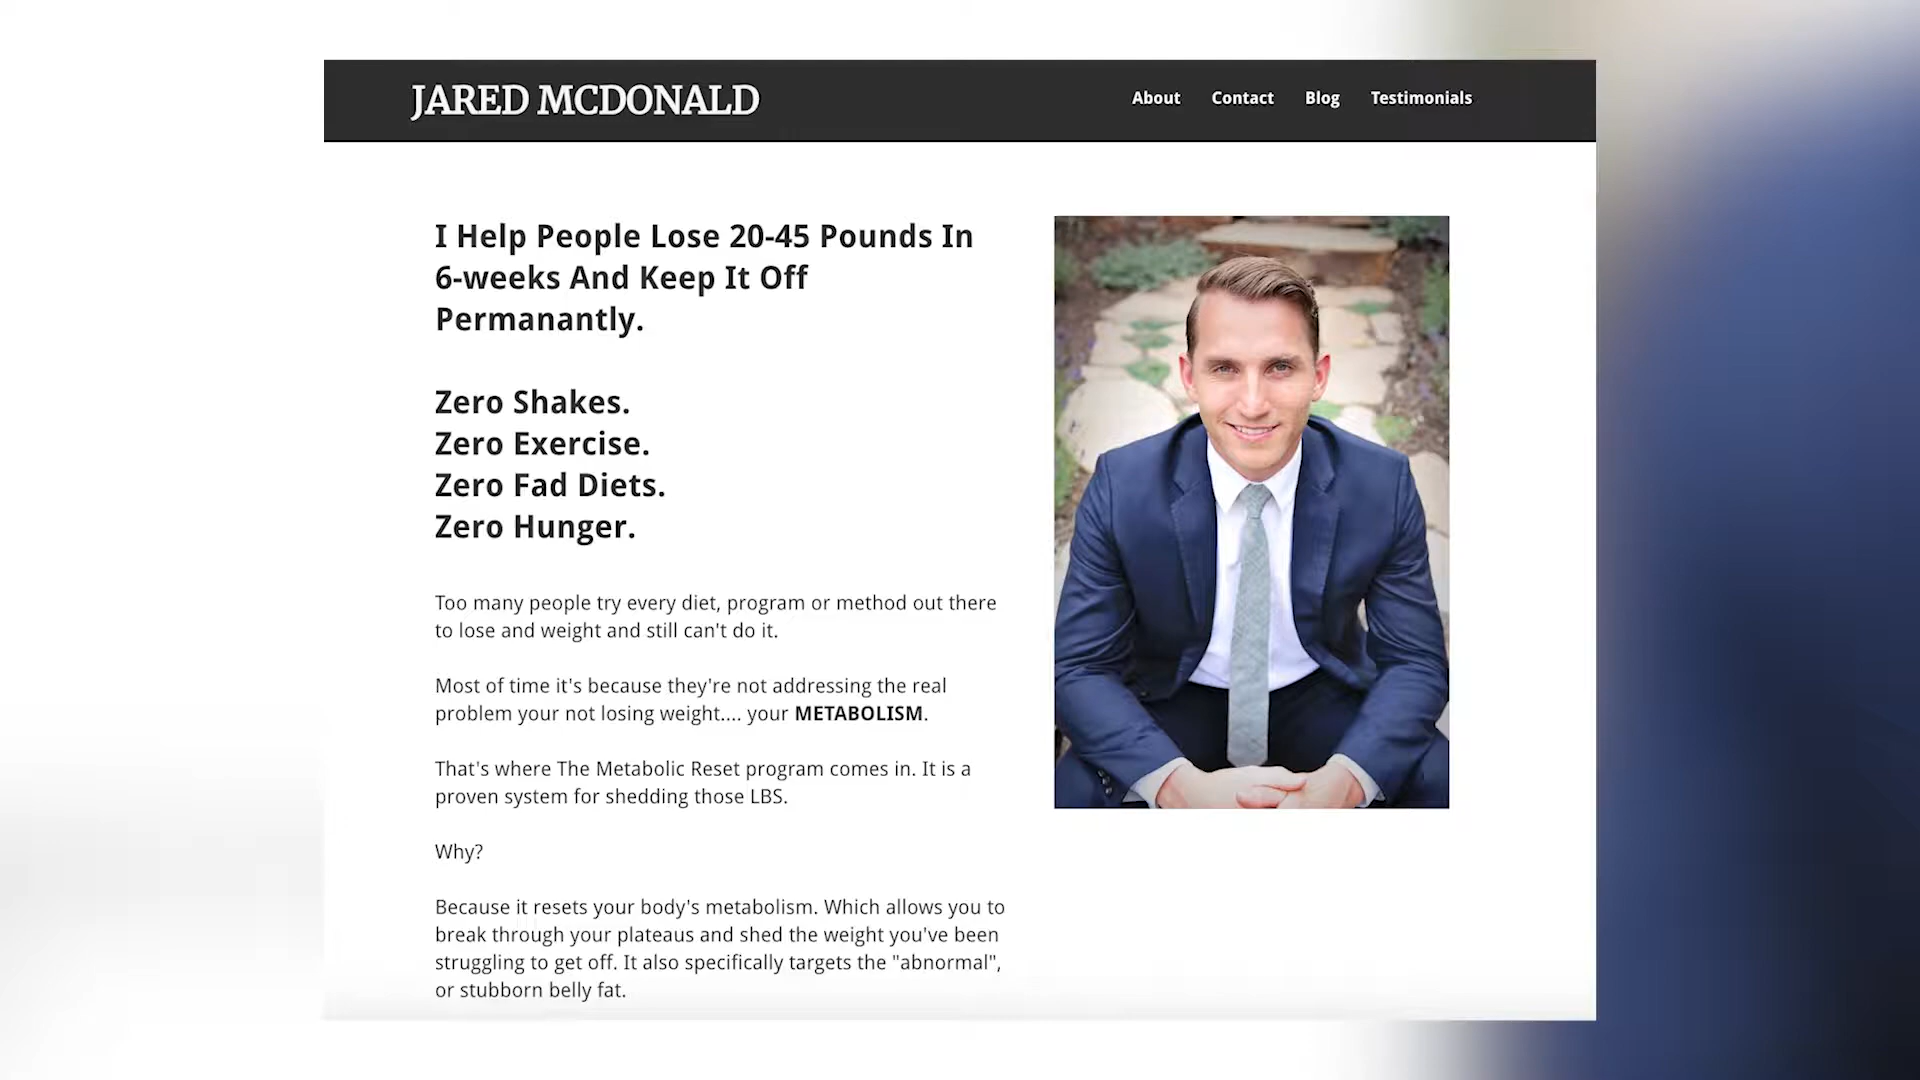 JARED MCDONALD
About Contact Blog Testimonials
I Help People Lose 20-45 Pounds In
6-weeks And Keep It Off
Permanantly.
Zero Shakes.
Zero Exercise.
Zero Fad Diets.
Zero Hunger.
Too many people try every diet, program or method out there
to lose and weight and still can't do it.
Most of time it's because they're not addressing the real
problem your not losing weight.... your METABOLISM.
That's where The Metabolic Reset program comes in. It is a
proven system for shedding those LBS.
Why?
Because it resets your body's metabolism. Which allows you to
break through your plateaus and shed the weight you've been
struggling to get off. It also specifically targets the "abnormal",
or stubborn belly fat.